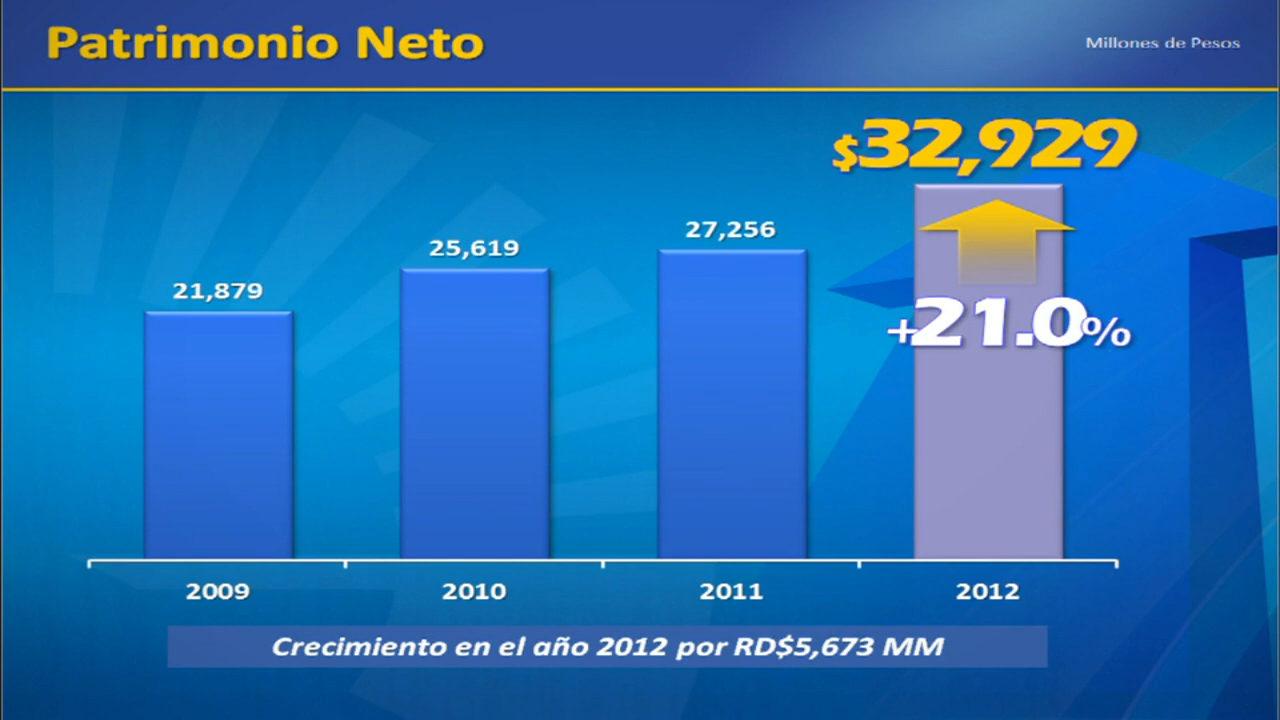 Patrimonio Neto
Millones de Pesos
$32,929
27,256
25,619
21,879
+21.0%
2009 2010 2011 2012
Crecimiento en el año 2012 por RD$5,673 MM